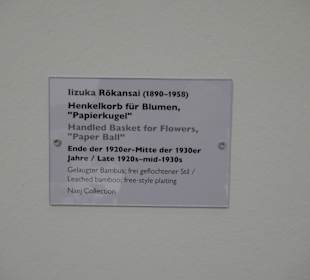 Iizuka Rōkansai (1890–1958)
Henkelkorb für Blumen,
"Papierkugel"
Handled Basket for Flowers,
"Paper Ball"
Ende der 1920er-Mitte der 1930er
Jahre / Late 1920s–mid-1930s
Gelaugter Bambus; frei geflochtener Stil /
Leached bamboo; free-style plaiting
Naej Collection